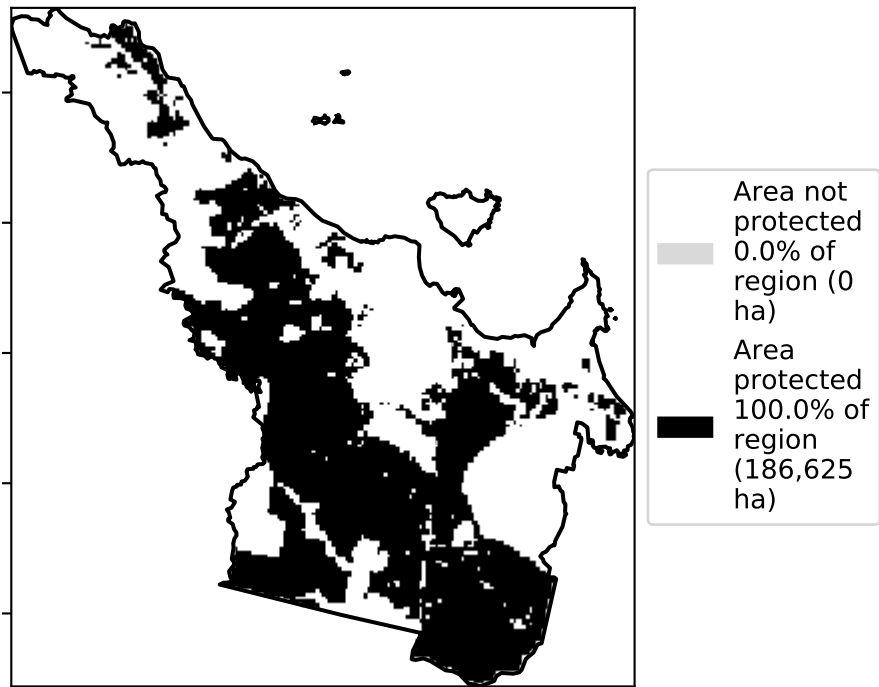 Area not
protected
0.0% of
region (0
ha)
Area
protected
100.0% of
region
(186,625
ha)